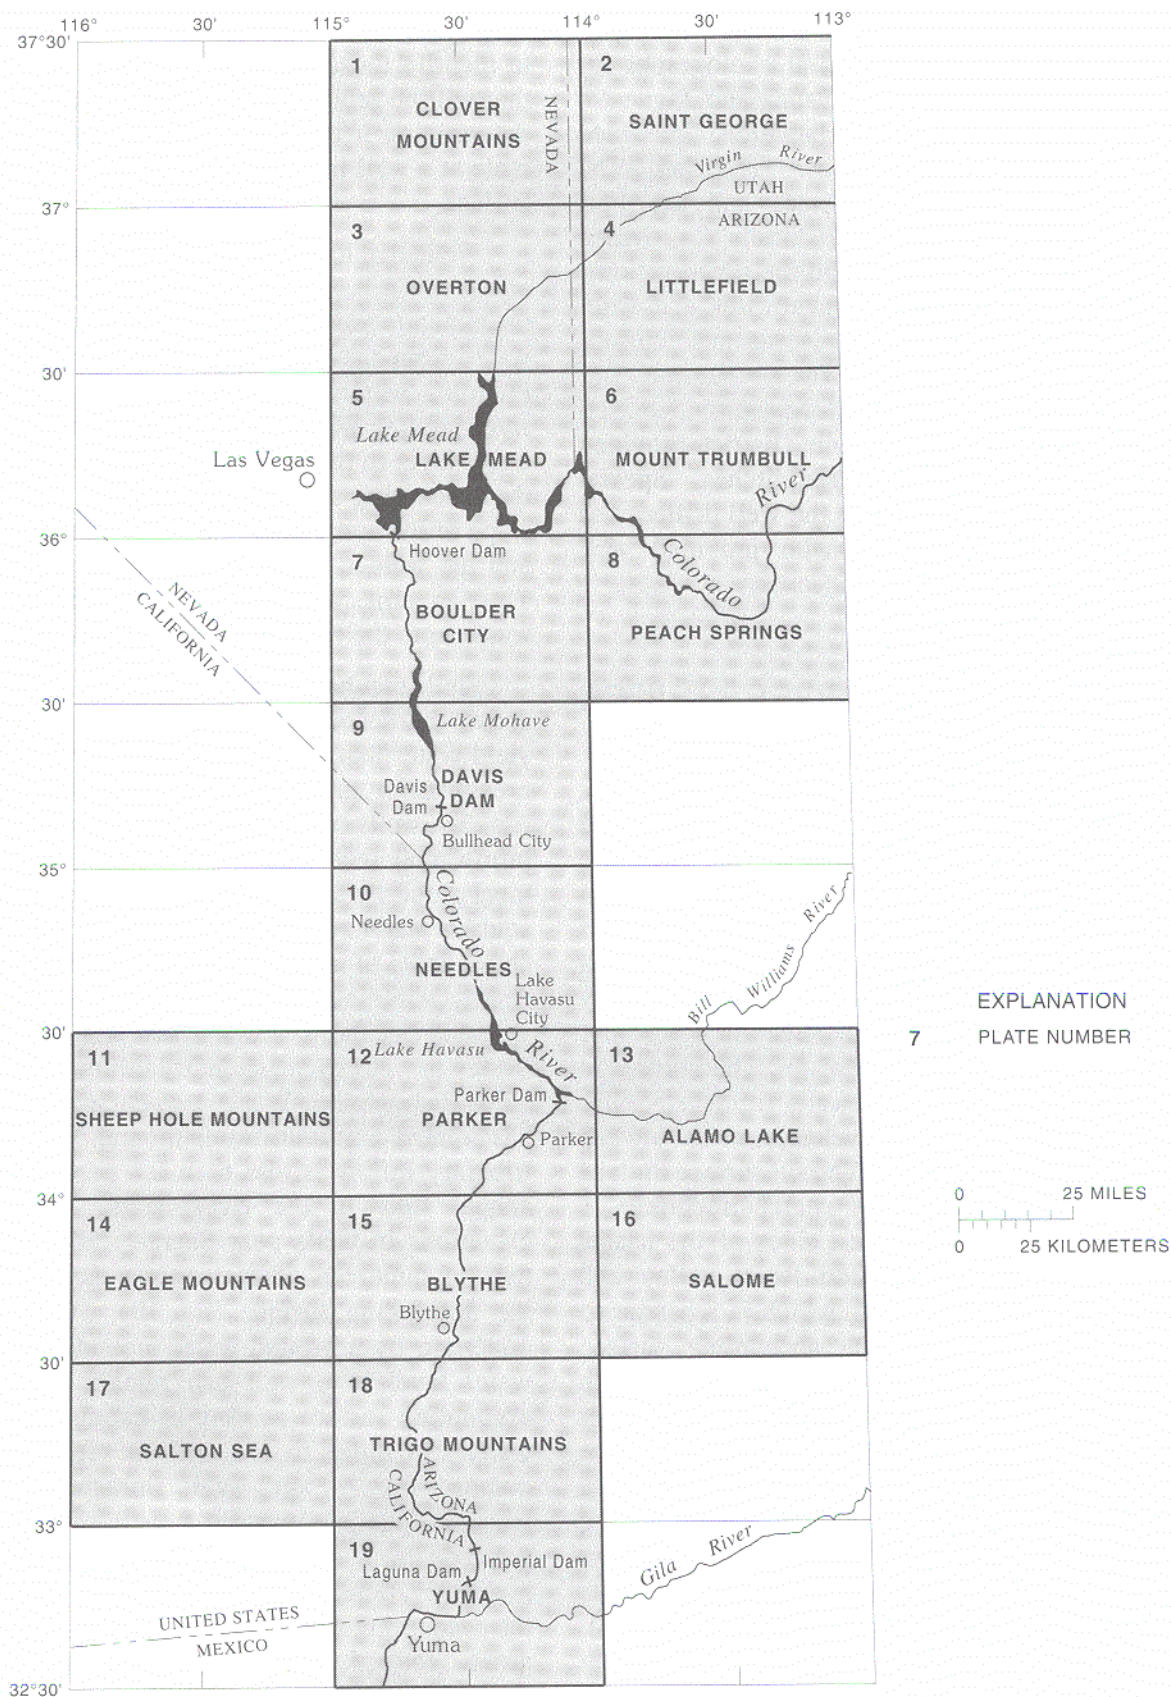 116° 30' 115° 30' 114° 30' 113°
37°30'
1
2
CLOVER
MOUNTAINS
NEVADA
SAINT GEORGE
Virgin River
UTAH
ARIZONA
37°
3
4
OVERTON
LITTLEFIELD
30'
5
6
Lake Mead
LAKE MEAD
MOUNT TRUMBULL
Las Vegas
River
36°
Hoover Dam
7
8
Colorado
NEVADA
CALIFORNIA
BOULDER
CITY
PEACH SPRINGS
30'
9
Lake Mohave
DAVIS
DAM
Davis
Dam
Bullhead City
35°
10
Colorado
Needles
NEEDLES
Lake
Havasu
City
Bill Williams River
EXPLANATION
7 PLATE NUMBER
30'
11
12
Lake Havasu
River
13
Parker Dam
SHEEP HOLE MOUNTAINS
PARKER
Parker
ALAMO LAKE
34°
0 25 MILES
0 25 KILOMETERS
14
15
16
EAGLE MOUNTAINS
BLYTHE
SALOME
Blythe
30'
17
18
SALTON SEA
TRIGO MOUNTAINS
ARIZONA
CALIFORNIA
33°
19
Imperial Dam
Laguna Dam
YUMA
Gila River
UNITED STATES
MEXICO
Yuma
32°30'